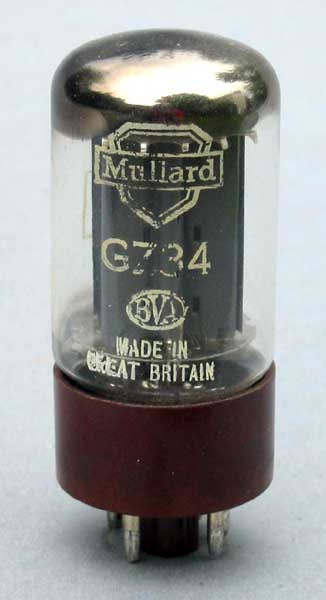 Mullard
GZ34
BVA
MADE IN
GREAT BRITAIN